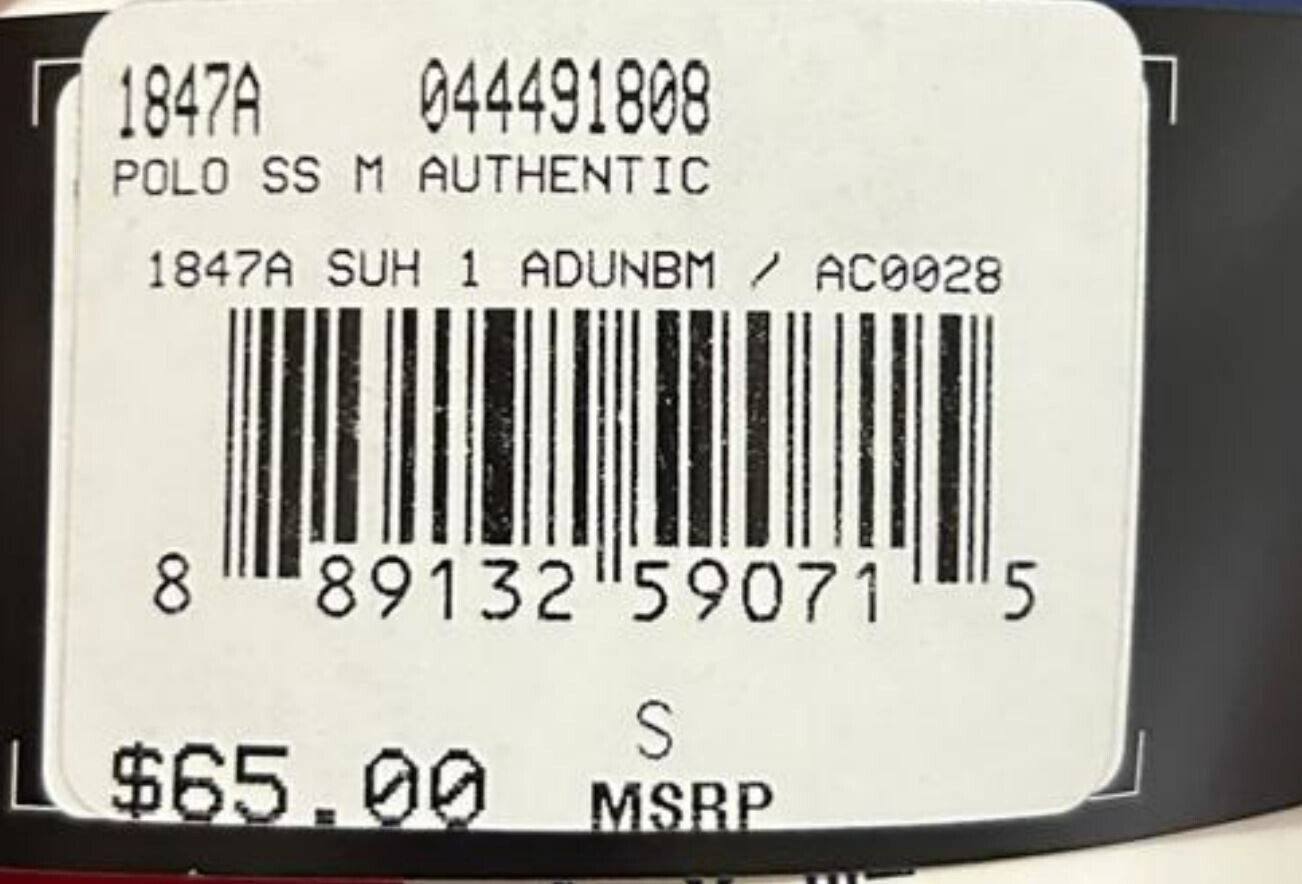 1847A 044491808
POLO SS M AUTHENTIC
1847A SUH 1 ADUNBM / AC0028
8 89132 59071 5
S
$65.00 MSRP